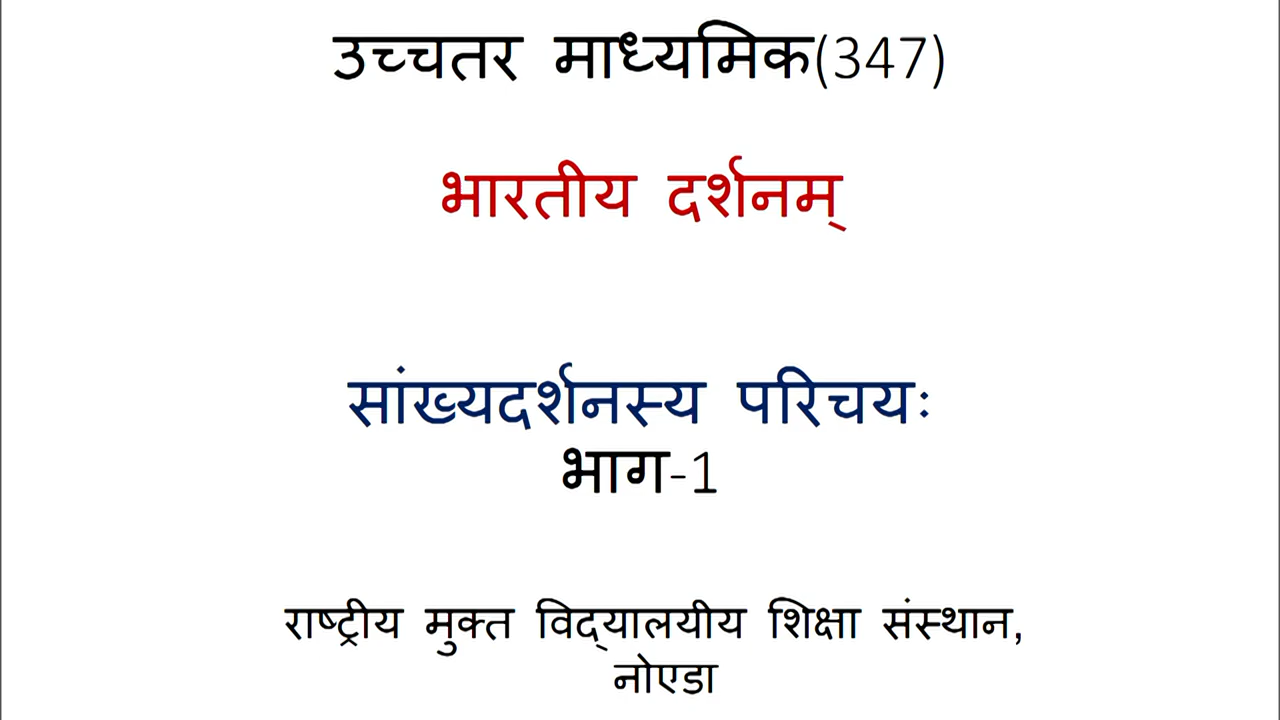 उच्चतर माध्यमिक(347)
भारतीय दर्शनम्
सांख्यदर्शनस्य परिचयः
भाग-1
राष्ट्रीय मुक्त विद्‌यालयीय शिक्षा संस्थान,
नोएडा